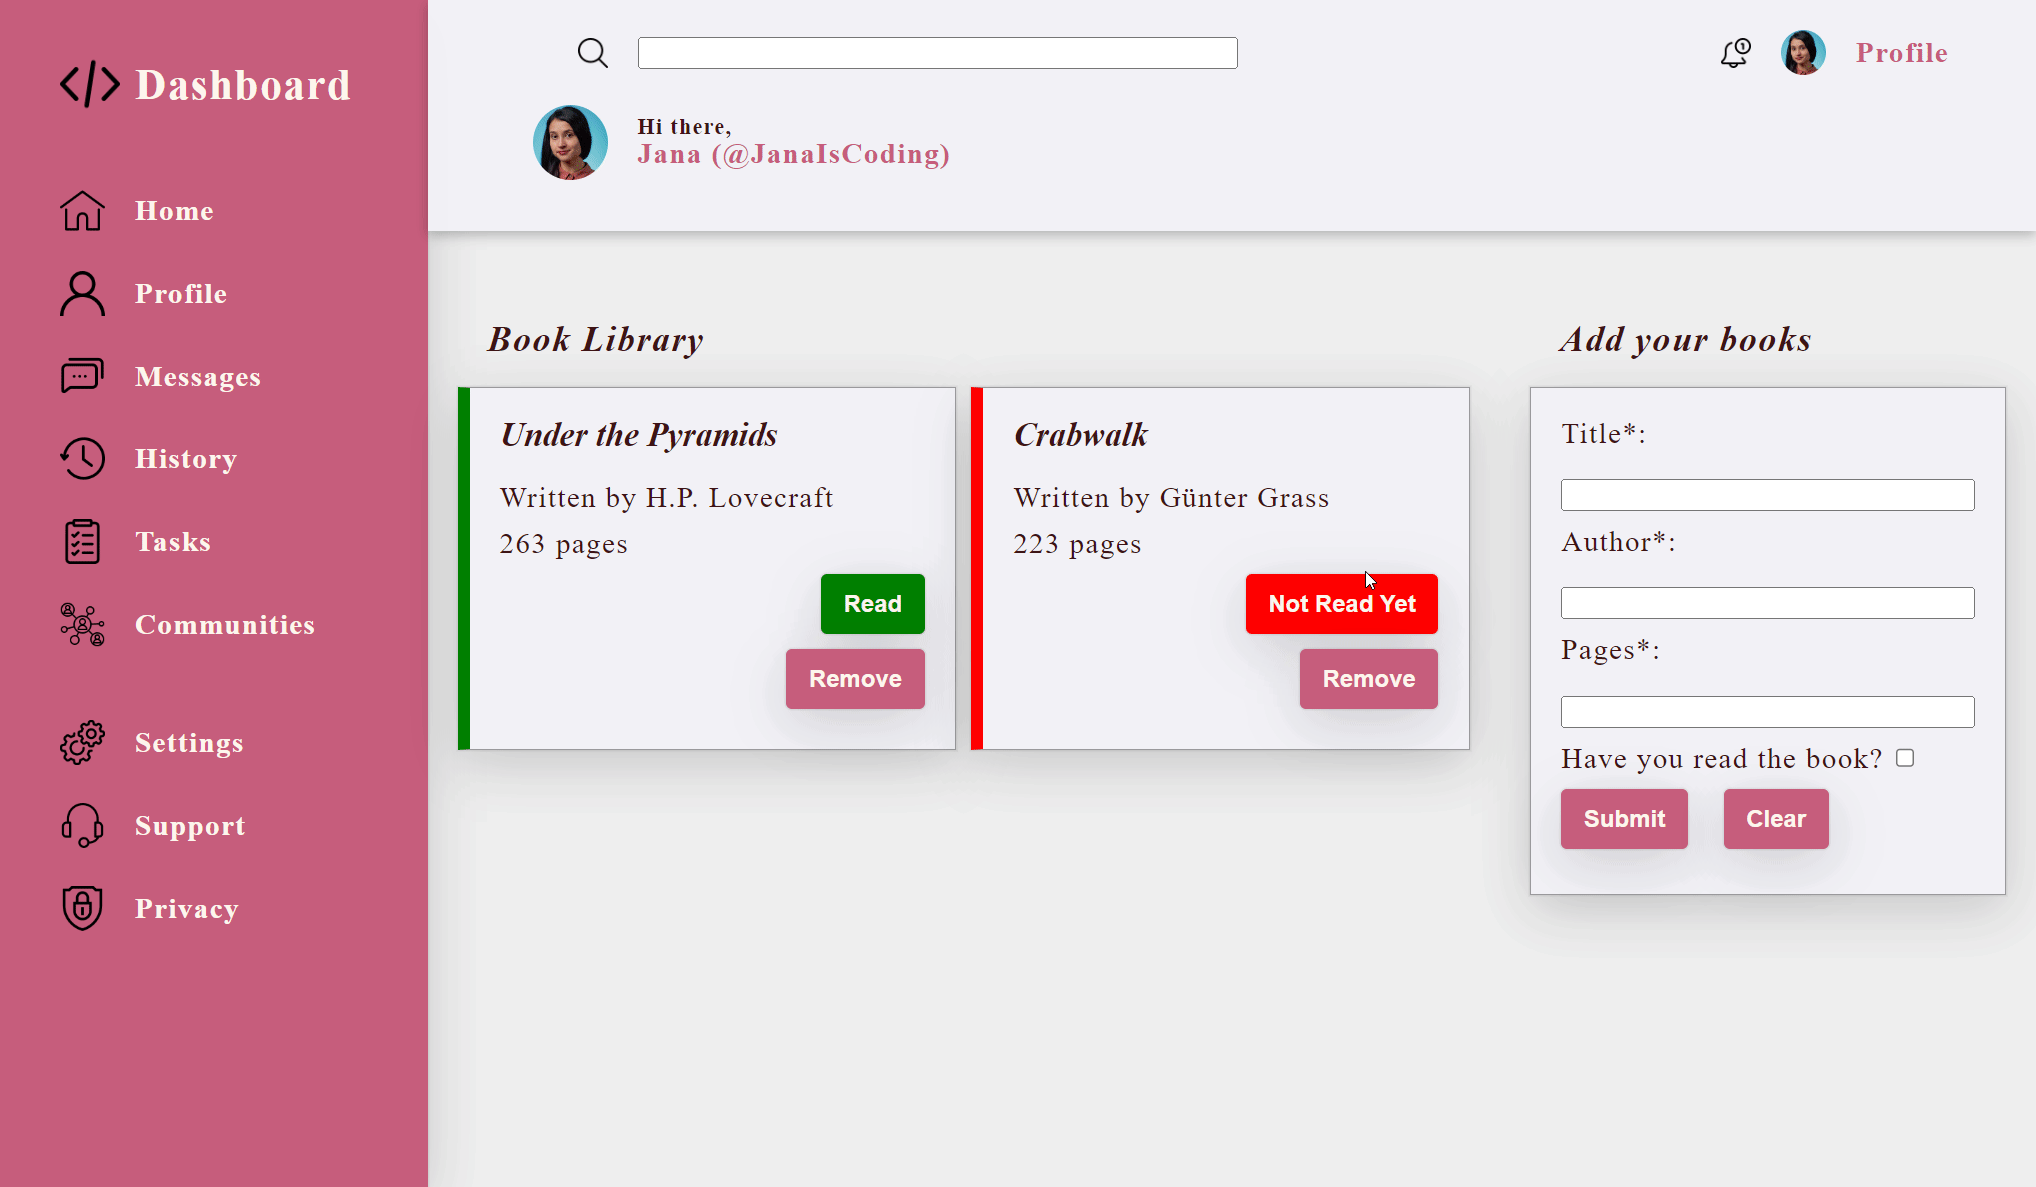 Dashboard
Home
Profile
Messages
History
Tasks
Communities
Settings
Support
Privacy
1
Profile
Hi there,
Jana (@JanaIsCoding)
Book Library
Under the Pyramids
Written by H.P. Lovecraft
263 pages
Read
Remove
Crabwalk
Written by Günter Grass
223 pages
Not Read Yet
Remove
Add your books
Title*:
Author*:
Pages*:
Have you read the book?
Submit
Clear